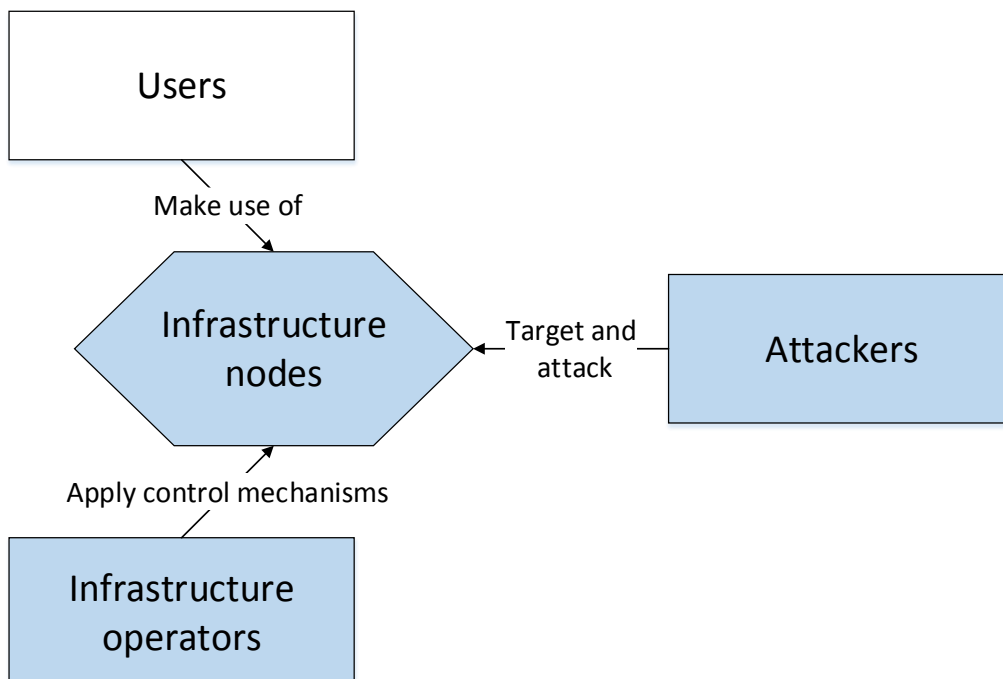 Users
Make use of
Infrastructure
nodes
Target and
attack
Attackers
Apply control mechanisms
Infrastructure
operators